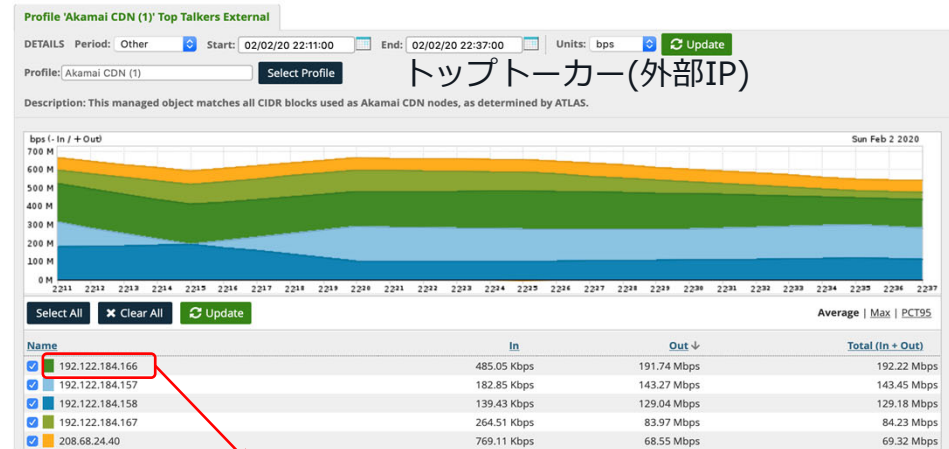 Profile 'Akamai CDN (1)' Top Talkers External
DETAILS Period: Other Start: 02/02/20 22:11:00 End: 02/02/20 22:37:00 Units: bps Update
Profile: Akamai CDN (1) Select Profile
トップトーカー(外部IP)
Description: This managed object matches all CIDR blocks used as Akamai CDN nodes, as determined by ATLAS.
bps (- In / + Out) Sun Feb 2 2020
700 M
600 M
500 M
400 M
300 M
200 M
100 M
0 M
2211 2212 2213 2214 2215 2216 2217 2218 2219 2220 2221 2222 2223 2224 2225 2226 2227 2228 2229 2230 2231 2232 2233 2234 2235 2236 2237
Select All Clear All Update Average | Max | PCT95
Name In Out Total (In + Out)
192.122.184.166 485.05 Kbps 191.74 Mbps 192.22 Mbps
192.122.184.157 182.85 Kbps 143.27 Mbps 143.45 Mbps
192.122.184.158 139.43 Kbps 129.04 Mbps 129.18 Mbps
192.122.184.167 264.51 Kbps 83.97 Mbps 84.23 Mbps
208.68.24.40 769.11 Kbps 68.55 Mbps 69.32 Mbps